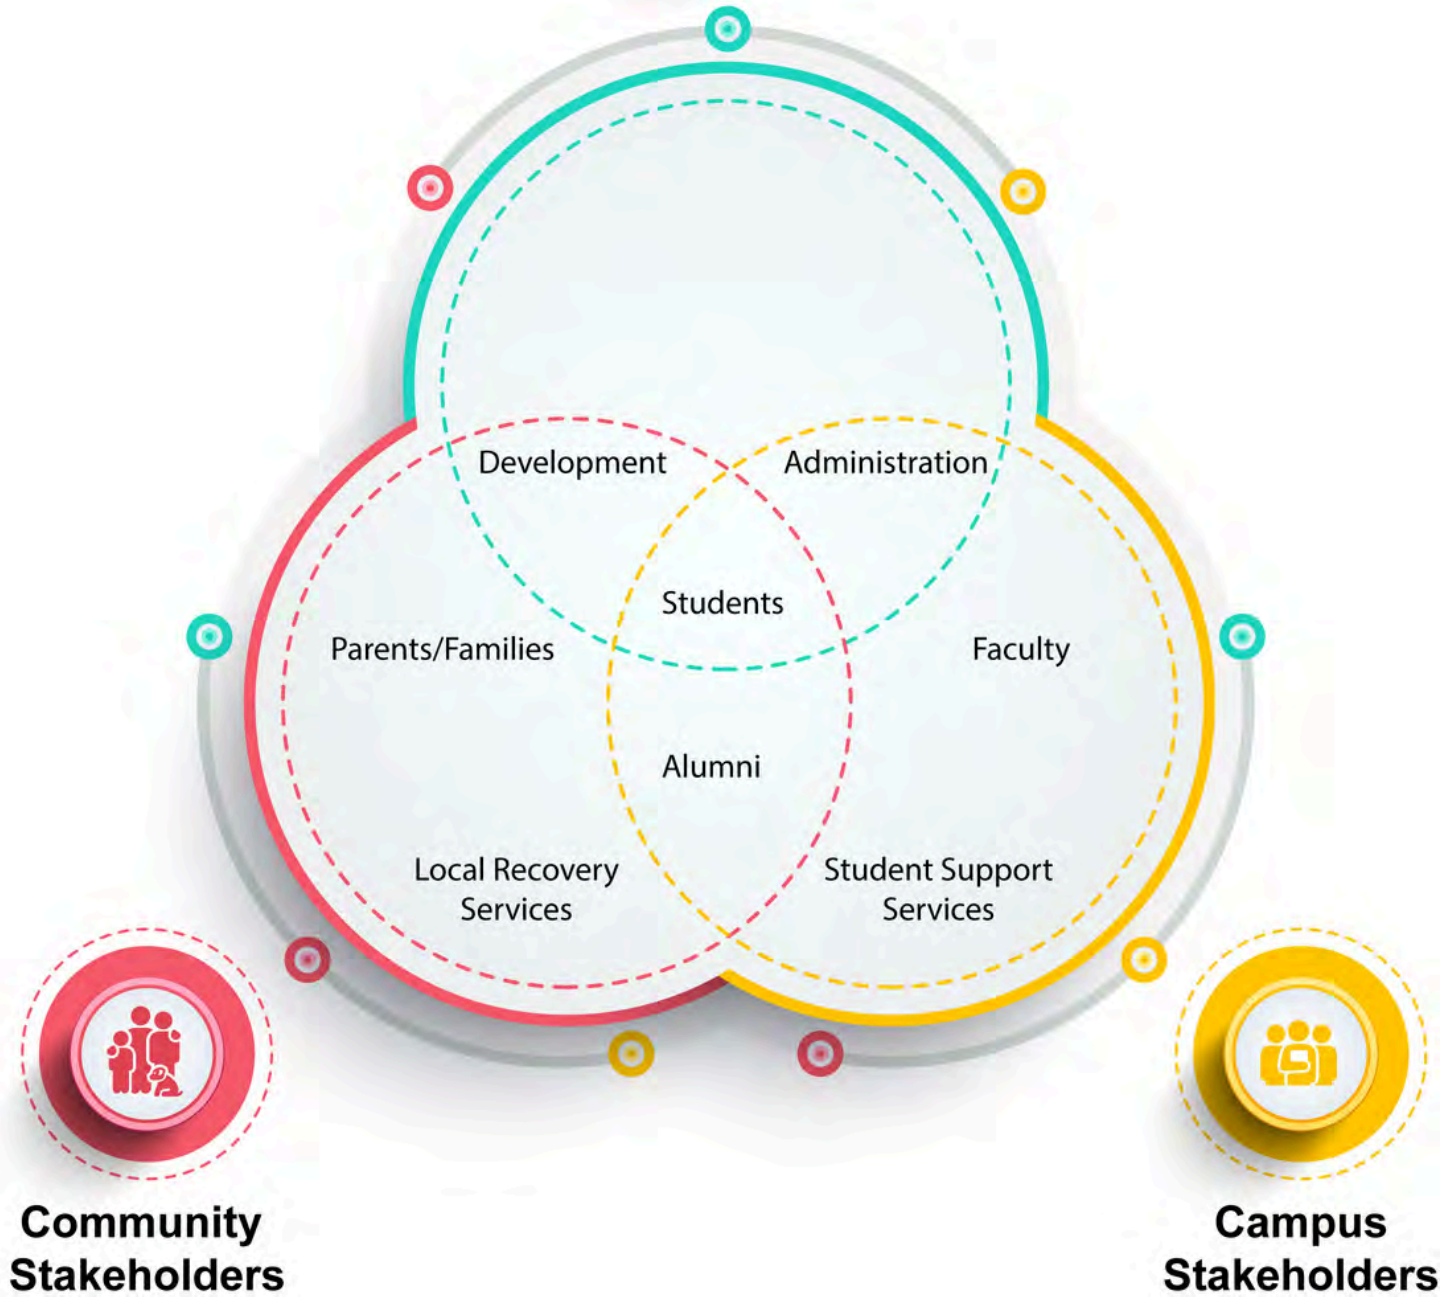 Development
Administration
Students
Parents/Families
Faculty
Alumni
Local Recovery
Services
Student Support
Services
Community
Stakeholders
Campus
Stakeholders